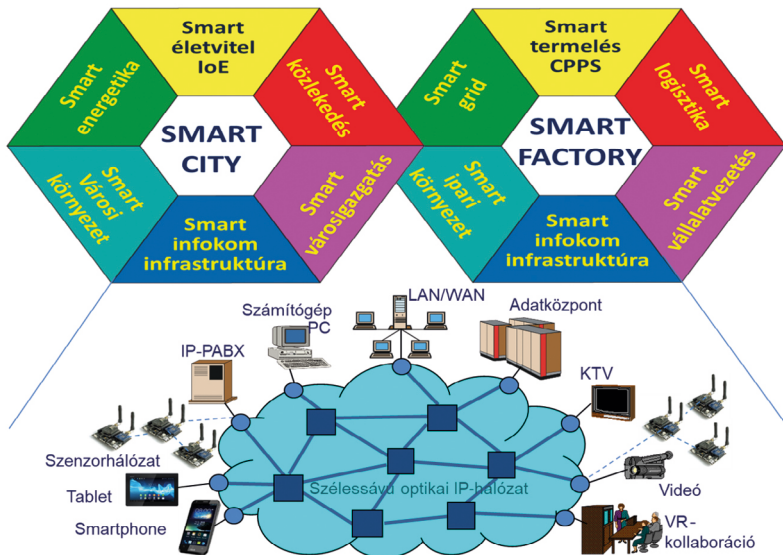 Smart
életvitel
IoE
Smart
energetika
Smart
közlekedés
SMART
CITY
Smart
Városi
környezet
Smart
városigazgatás
Smart
infokom
infrastruktúra
Smart
termelés
CPPS
Smart
grid
Smart
logisztika
SMART
FACTORY
Smart
ipari
környezet
Smart
vállalatvezetés
Smart
infokom
infrastruktúra
LAN/WAN
Számítógép
PC
Adatközpont
IP-PABX
KTV
Szenzorhálózat
Szélessávú optikai IP-hálózat
Tablet
Videó
Smartphone
VR-
kollaboráció